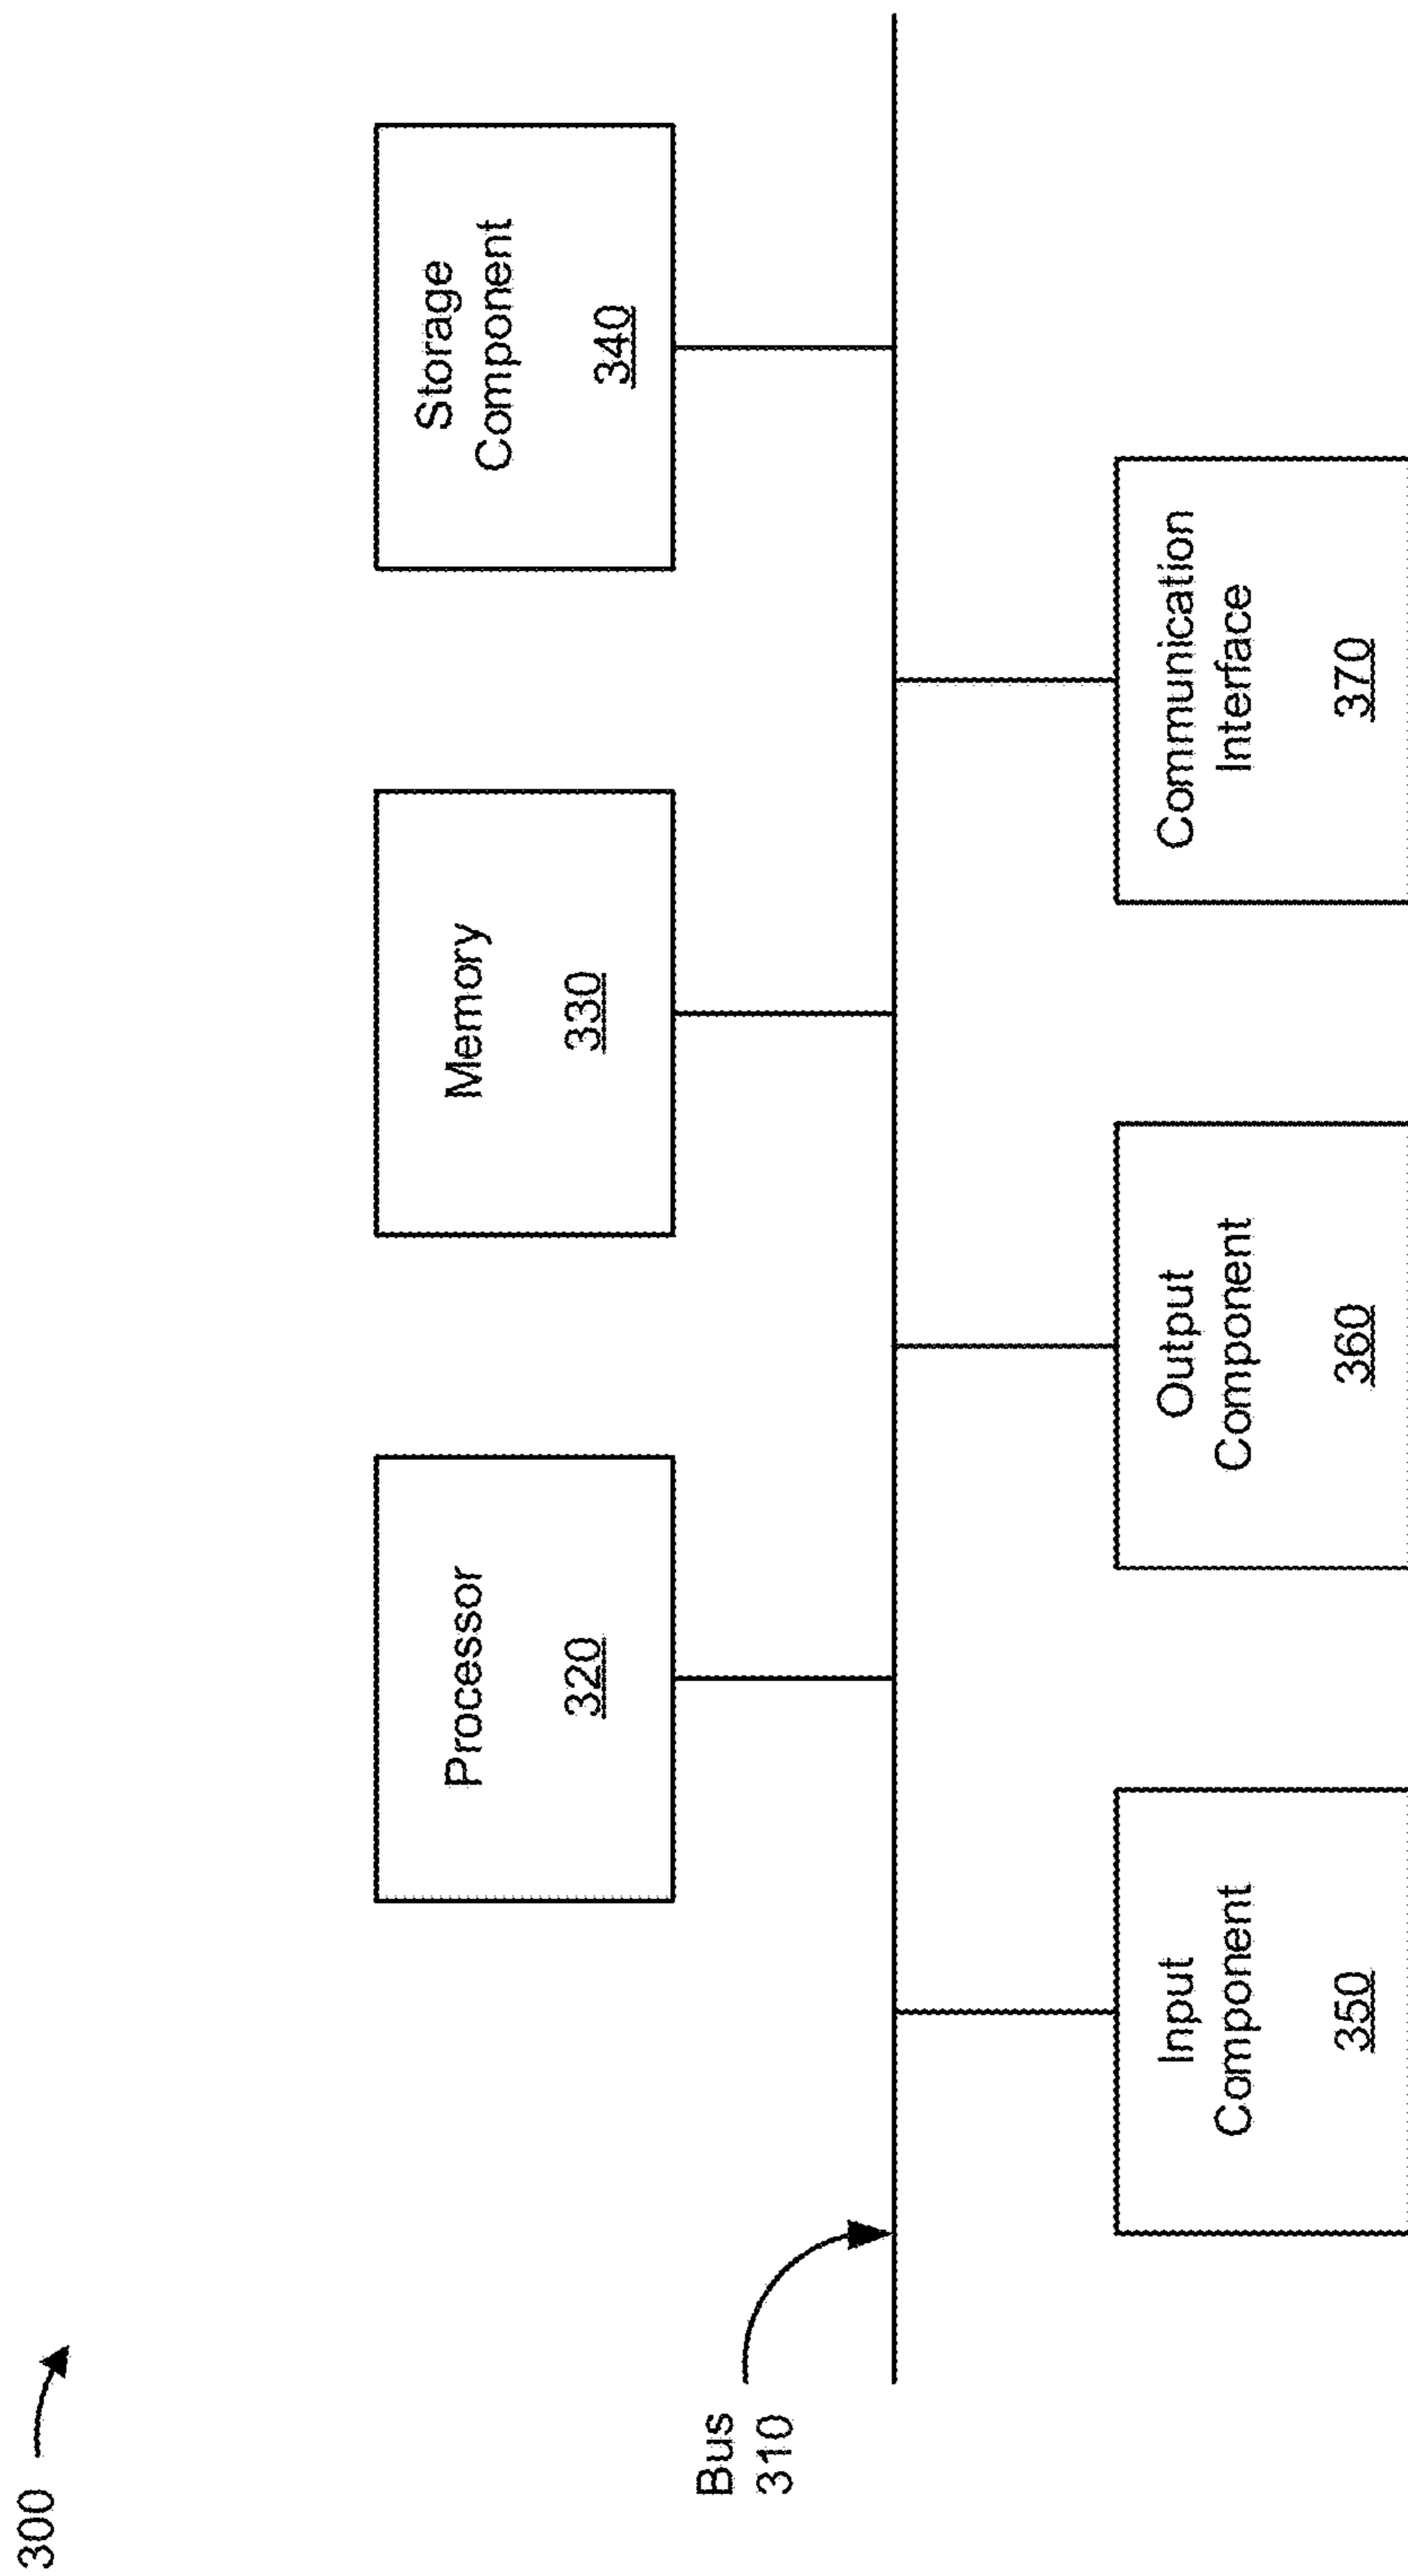 300
Processor
320
Memory
330
Storage
Component
340
Bus
310
Input
Component
350
Output
Component
360
Communication
Interface
370